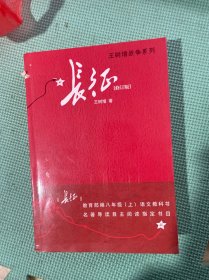 王树增战争系列
长征
修订版
王树增 著
长征
教育部编八年级（上）语文教科书
名著导读自主阅读指定书目